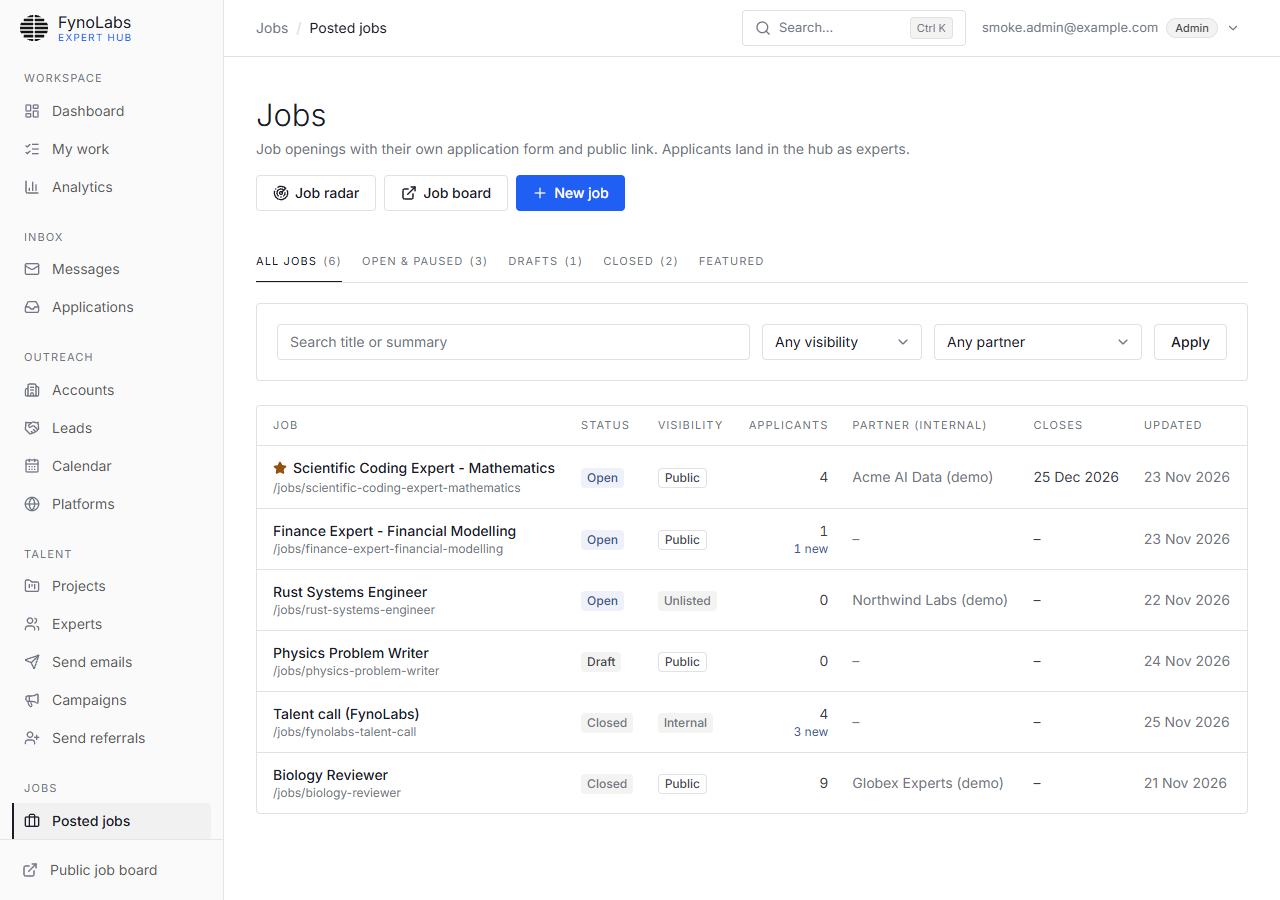 FynoLabs
EXPERT HUB
Jobs / Posted jobs
Search... Ctrl K
smoke.admin@example.com Admin
WORKSPACE
Dashboard
My work
Analytics
INBOX
Messages
Applications
OUTREACH
Accounts
Leads
Calendar
Platforms
TALENT
Projects
Experts
Send emails
Campaigns
Send referrals
JOBS
Posted jobs
Public job board
Jobs
Job openings with their own application form and public link. Applicants land in the hub as experts.
Job radar Job board New job
ALL JOBS (6) OPEN & PAUSED (3) DRAFTS (1) CLOSED (2) FEATURED
Search title or summary Any visibility Any partner Apply
JOB STATUS VISIBILITY APPLICANTS PARTNER (INTERNAL) CLOSES UPDATED
Scientific Coding Expert - Mathematics Open Public 4 Acme AI Data (demo) 25 Dec 2026 23 Nov 2026
/jobs/scientific-coding-expert-mathematics
Finance Expert - Financial Modelling Open Public 1 – – 23 Nov 2026
/jobs/finance-expert-financial-modelling 1 new
Rust Systems Engineer Open Unlisted 0 Northwind Labs (demo) – 22 Nov 2026
/jobs/rust-systems-engineer
Physics Problem Writer Draft Public 0 – – 24 Nov 2026
/jobs/physics-problem-writer
Talent call (FynoLabs) Closed Internal 4 – – 25 Nov 2026
/jobs/fynolabs-talent-call 3 new
Biology Reviewer Closed Public 9 Globex Experts (demo) – 21 Nov 2026
/jobs/biology-reviewer